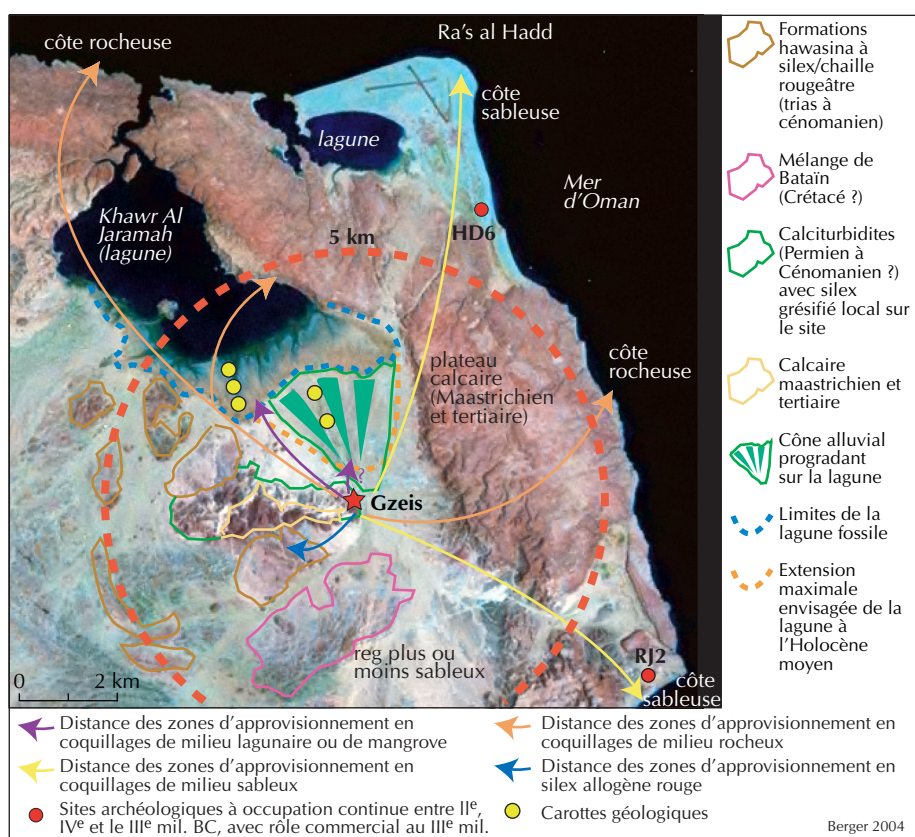 côte rocheuse
Ra's al Hadd
côte
sableuse
lagune
Mer
d'Oman
Khawr Al
Jaramah
(lagune)
5 km
HD6
plateau
calcaire
(Maastrichien
et tertiaire)
côte
rocheuse
?
Gzeis
reg plus ou
moins sableux
RJ2
côte
sableuse
0 2 km
Formations
hawasina à
silex/chaille
rougeâtre
(trias à
cénomanien)
Mélange de
Bataïn
(Crétacé ?)
Calciturbidites
(Permien à
Cénomanien ?)
avec silex
grésifié local sur
le site
Calcaire
maastrichien et
tertiaire
Cône alluvial
progradant
sur la lagune
Limites de la
lagune fossile
Extension
maximale
envisagée de la
lagune à
l'Holocène
moyen
Distance des zones d'approvisionnement en
coquillages de milieu lagunaire ou de mangrove
Distance des zones d'approvisionnement en
coquillages de milieu sableux
Sites archéologiques à occupation continue entre IIe,
IVe et le IIIe mil. BC, avec rôle commercial au IIIe mil.
Distance des zones d'approvisionnement en
coquillages de milieu rocheux
Distance des zones d'approvisionnement en
silex allogène rouge
Carottes géologiques
Berger 2004